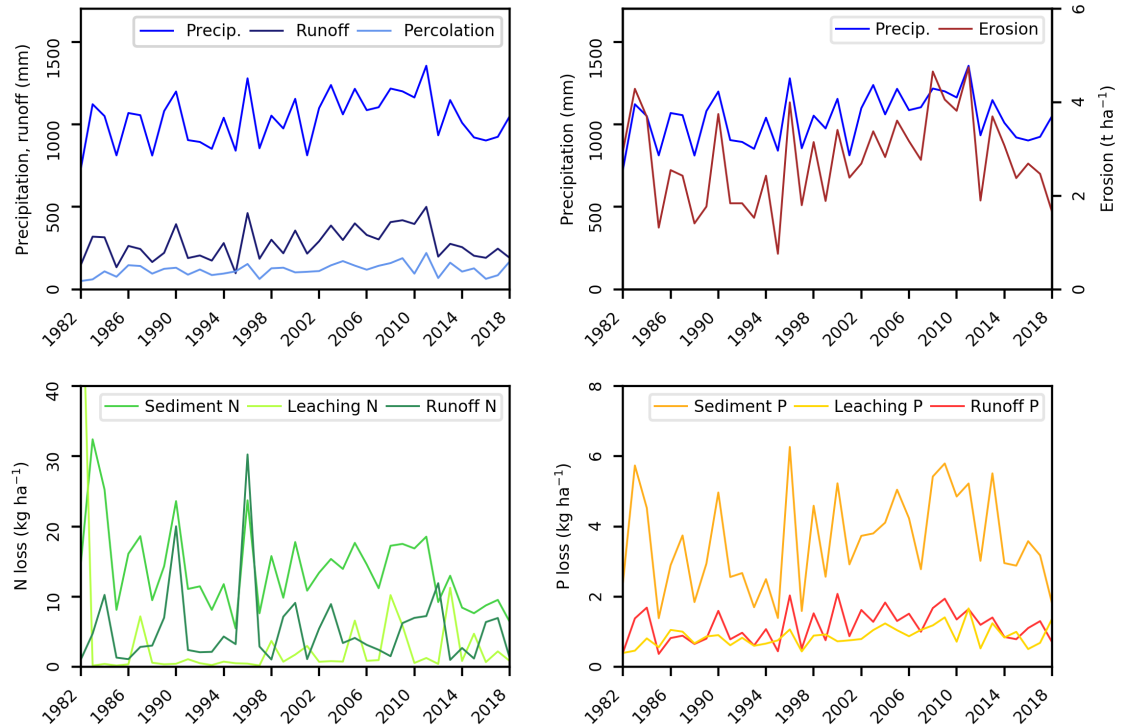 Precip. Runoff Percolation
Precipitation, runoff (mm)
1500
1000
500
0
1982 1986 1990 1994 1998 2002 2006 2010 2014 2018
Precip. Erosion
Precipitation (mm)
1500
1000
500
0
Erosion (t ha⁻¹)
6
4
2
0
1982 1986 1990 1994 1998 2002 2006 2010 2014 2018
Sediment N Leaching N Runoff N
N loss (kg ha⁻¹)
40
30
20
10
0
1982 1986 1990 1994 1998 2002 2006 2010 2014 2018
Sediment P Leaching P Runoff P
P loss (kg ha⁻¹)
8
6
4
2
0
1982 1986 1990 1994 1998 2002 2006 2010 2014 2018